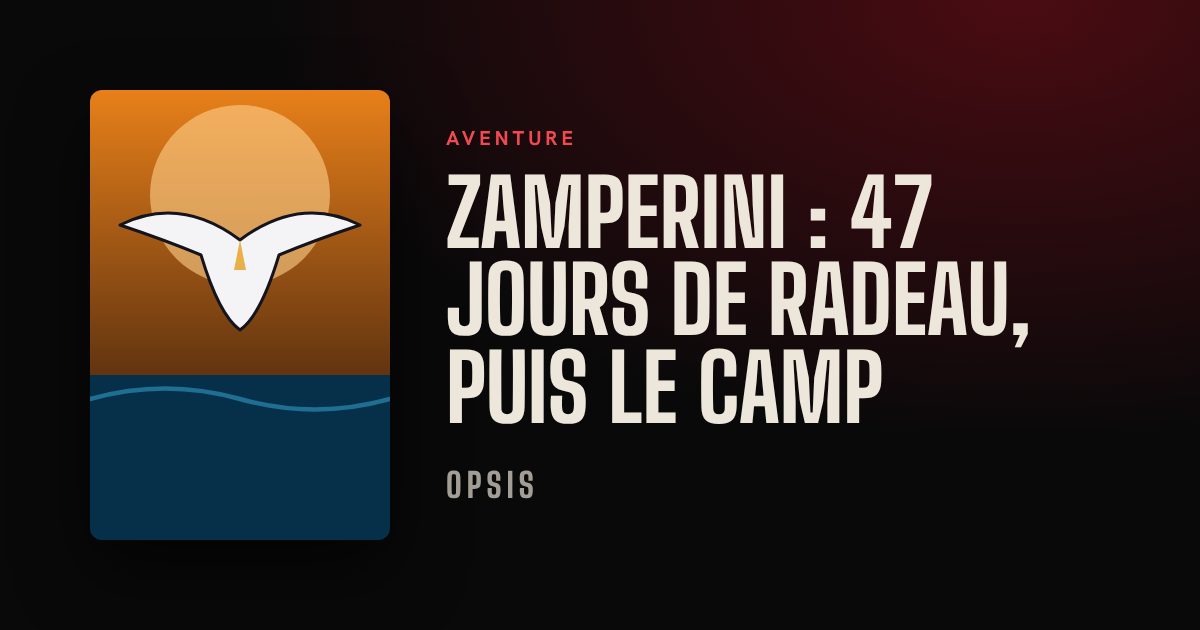 AVENTURE
ZAMPERINI : 47
JOURS DE RADEAU,
PUIS LE CAMP
OPSIS